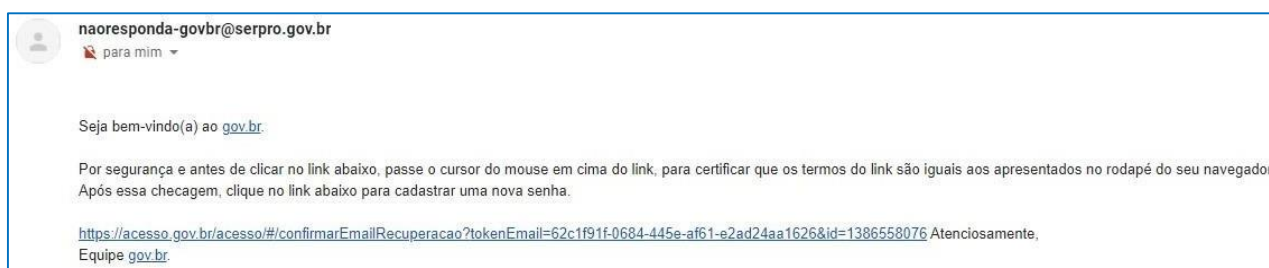 naoresponda-govbr@serpro.gov.br
para mim
Seja bem-vindo(a) ao gov.br.
Por segurança e antes de clicar no link abaixo, passe o cursor do mouse em cima do link, para certificar que os termos do link são iguais aos apresentados no rodapé do seu navegador
Após essa checagem, clique no link abaixo para cadastrar uma nova senha.
https://acesso.gov.br/acesso/#/confirmarEmailRecuperacao?tokenEmail=62c1f91f-0684-445e-af61-e2ad24aa1626&id=1386558076 Atenciosamente,
Equipe gov.br.